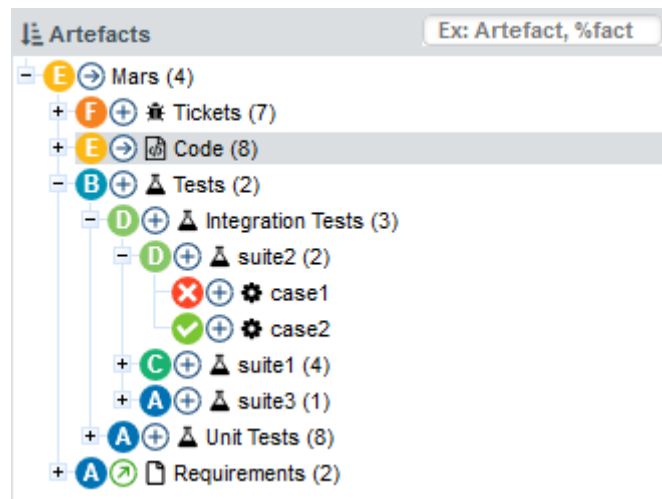 Artefacts Ex: Artefact, %fact
E Mars (4)
F Tickets (7)
E Code (8)
B Tests (2)
D Integration Tests (3)
D suite2 (2)
case1
case2
C suite1 (4)
A suite3 (1)
A Unit Tests (8)
A Requirements (2)